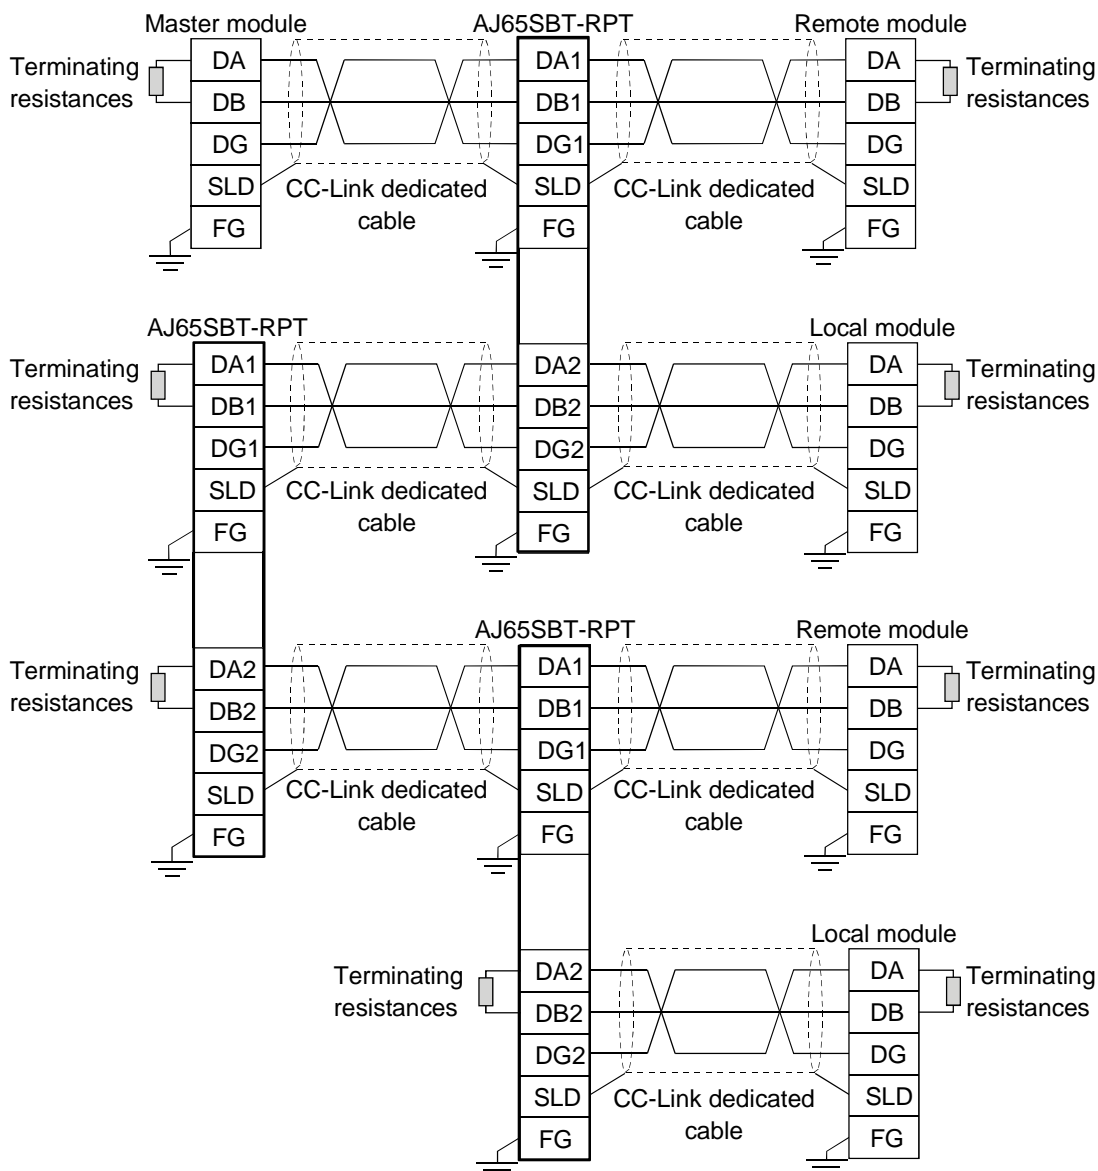 Master module AJ65SBT-RPT Remote module
Terminating resistances
DA DA1 DA
DB DB1 DB
DG DG1 DG
SLD SLD SLD
FG FG FG
CC-Link dedicated cable
CC-Link dedicated cable
Terminating resistances
AJ65SBT-RPT Local module
Terminating resistances
DA1 DA2 DA
DB1 DB2 DB
DG1 DG2 DG
SLD SLD SLD
FG FG FG
CC-Link dedicated cable
CC-Link dedicated cable
Terminating resistances
AJ65SBT-RPT Remote module
Terminating resistances
DA2 DA1 DA
DB2 DB1 DB
DG2 DG1 DG
SLD SLD SLD
FG FG FG
CC-Link dedicated cable
CC-Link dedicated cable
Terminating resistances
Local module
Terminating resistances
DA2 DA
DB2 DB
DG2 DG
SLD SLD
FG FG
CC-Link dedicated cable
Terminating resistances